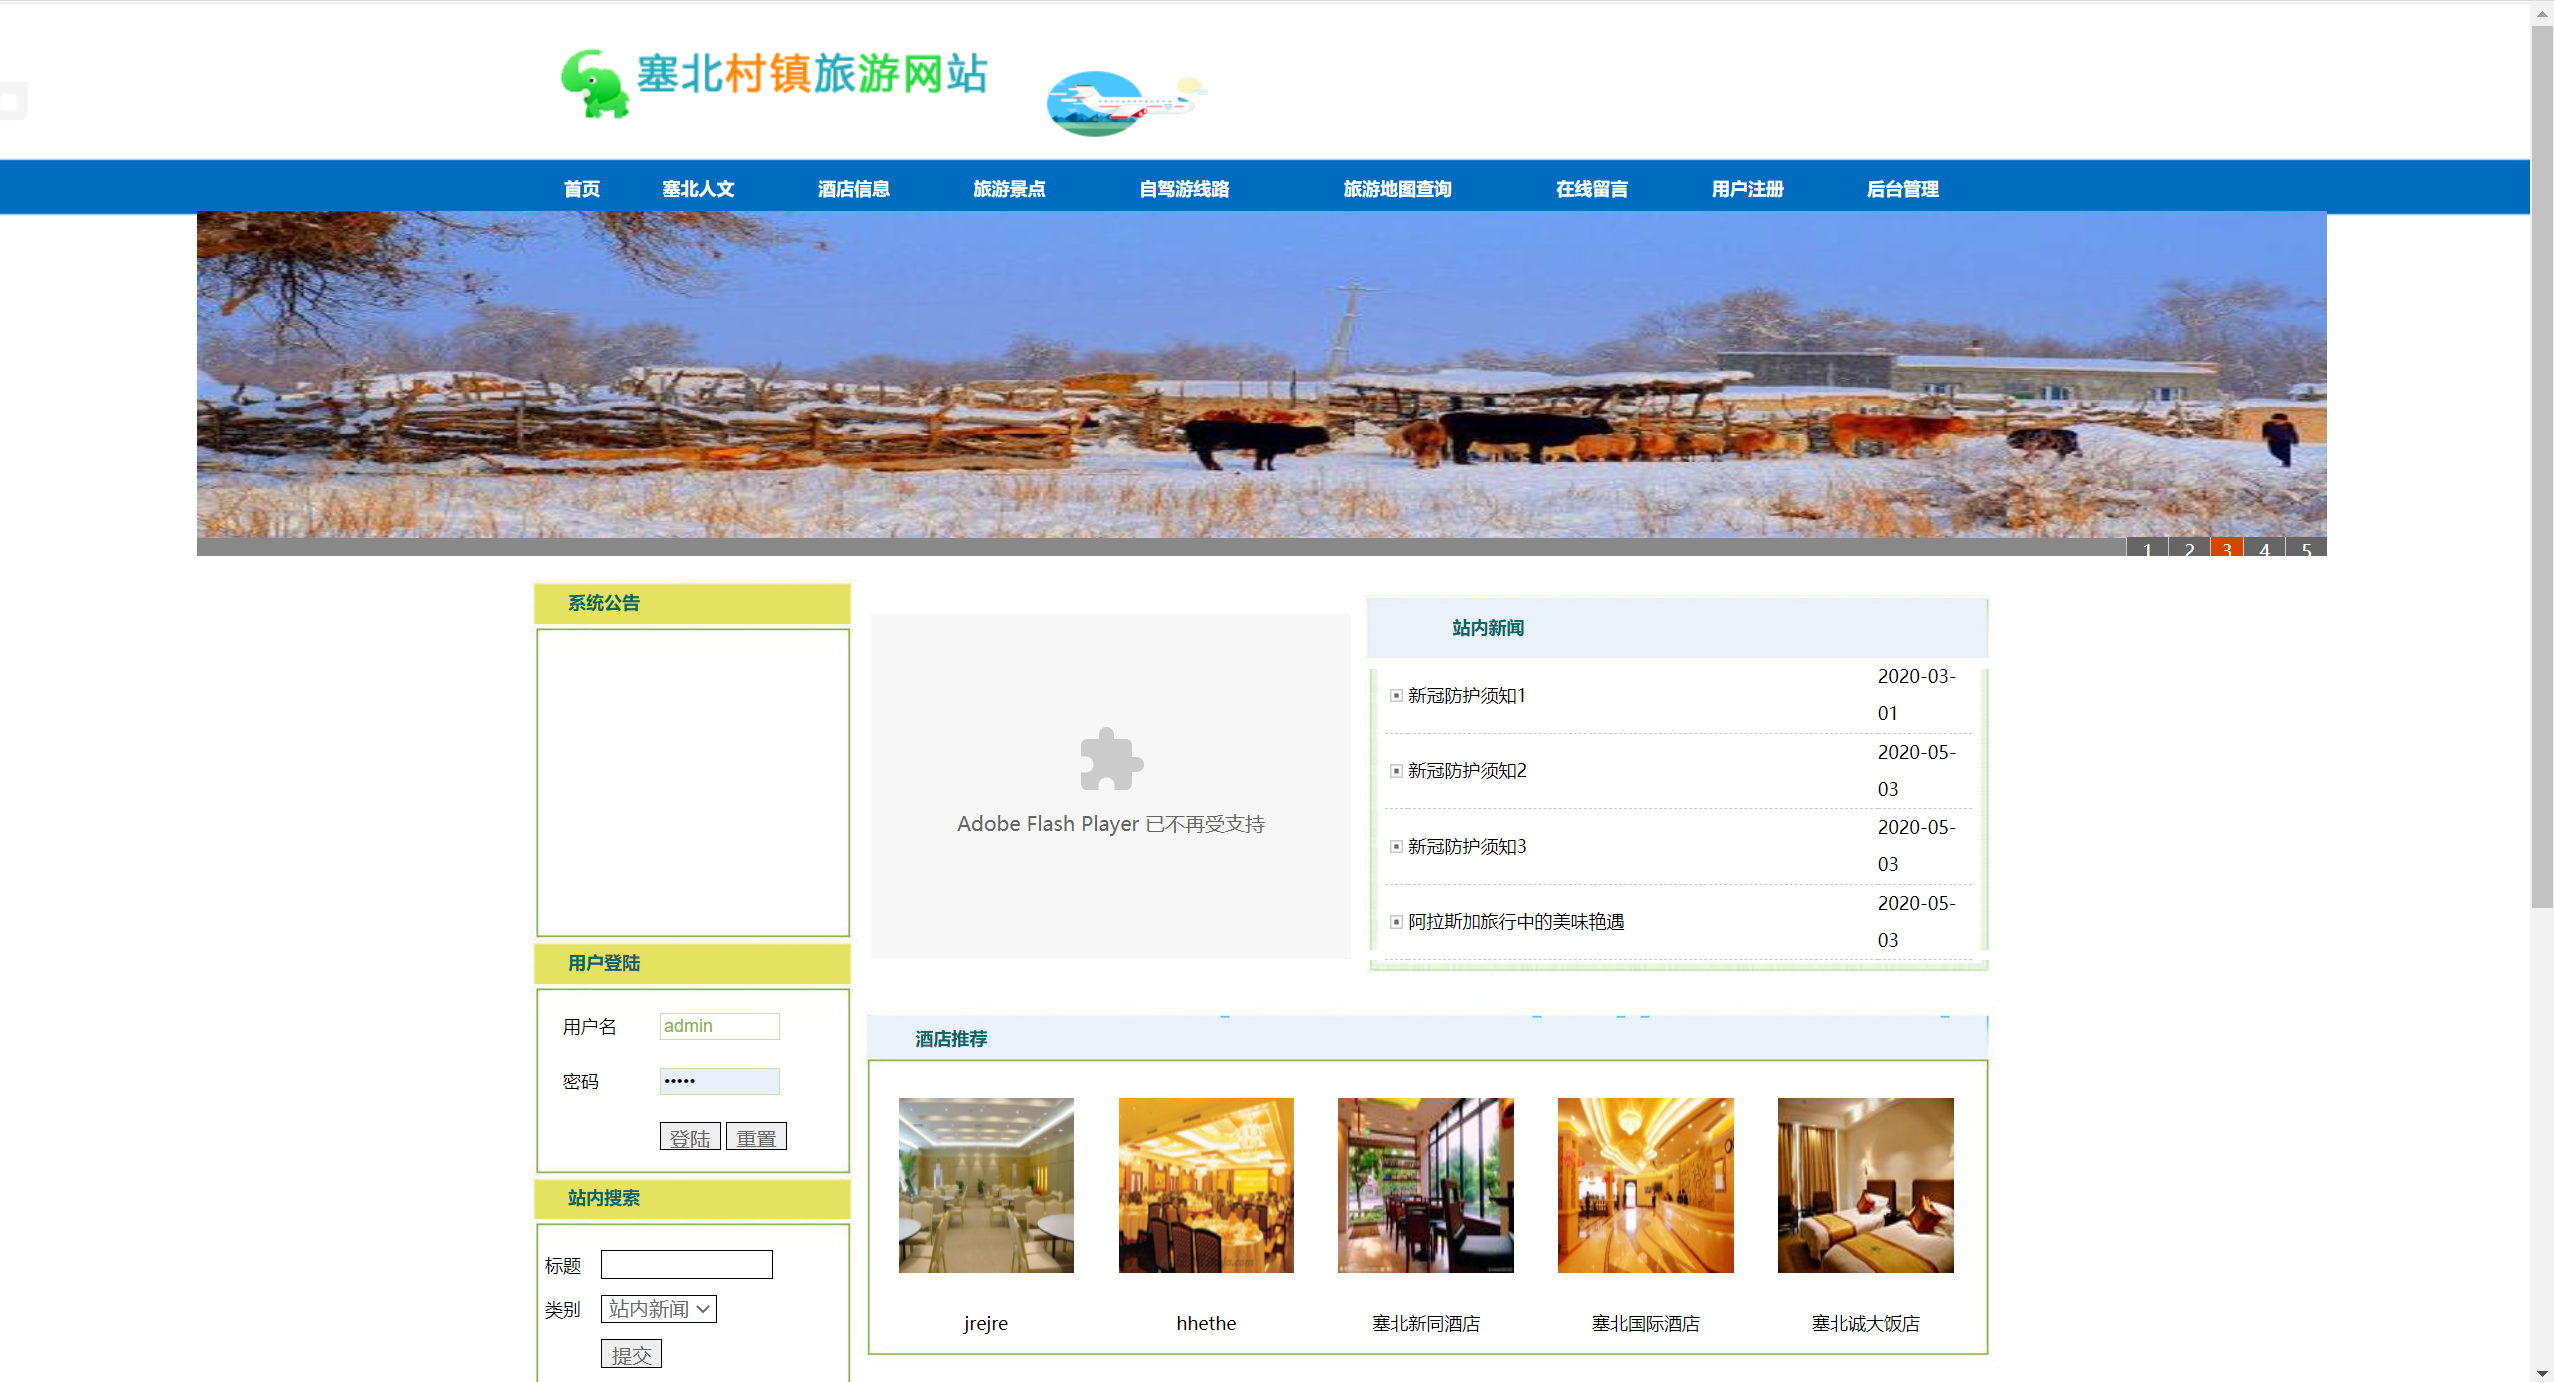 塞北村镇旅游网站
首页 塞北人文 酒店信息 旅游景点 自驾游线路 旅游地图查询 在线留言 用户注册 后台管理
1 2 3 4 5
系统公告
Adobe Flash Player 已不再受支持
站内新闻
新冠防护须知1 2020-03-
01
新冠防护须知2 2020-05-
03
新冠防护须知3 2020-05-
03
阿拉斯加旅行中的美味艳遇 2020-05-
03
用户登陆
用户名 admin
密码 •••••
登陆 重置
站内搜索
标题
类别 站内新闻
提交
酒店推荐
jrejre hhethe 塞北新同酒店 塞北国际酒店 塞北诚大饭店